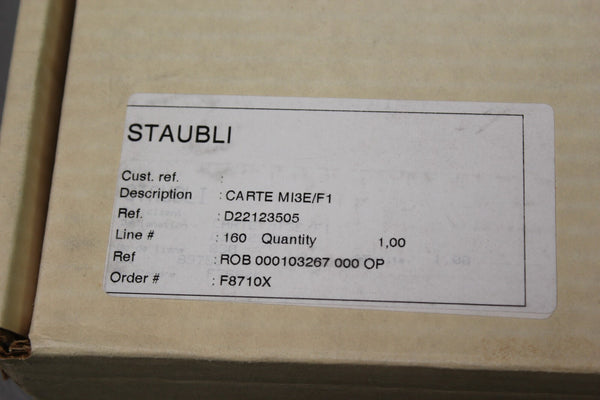 STAUBLI
Cust. ref. :
Description : CARTE MI3E/F1
Ref. : D22123505
Line # : 160 Quantity 1,00
Ref : ROB 000103267 000 OP
Order # : F8710X